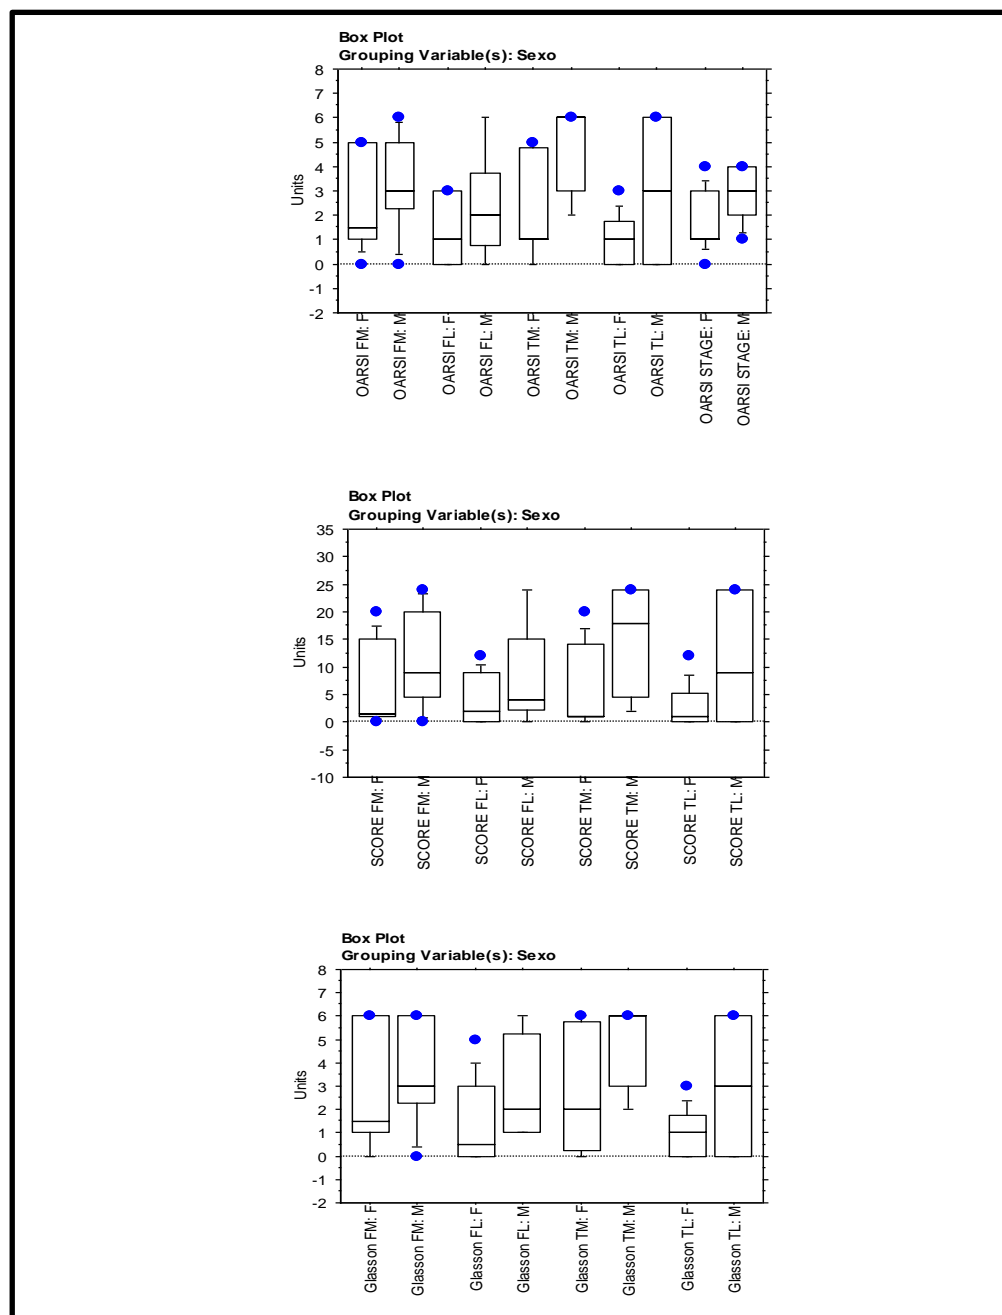 Box Plot
Grouping Variable(s): Sexo
8
7
6
5
4
3
2
1
0
-1
-2
Units
OARSI FM: F
OARSI FM: M
OARSI FL: F
OARSI FL: M
OARSI TM: F
OARSI TM: M
OARSI TL: F
OARSI TL: M
OARSI STAGE: F
OARSI STAGE: M
Box Plot
Grouping Variable(s): Sexo
35
30
25
20
15
10
5
0
-5
-10
Units
SCORE FM: F
SCORE FM: M
SCORE FL: F
SCORE FL: M
SCORE TM: F
SCORE TM: M
SCORE TL: F
SCORE TL: M
Box Plot
Grouping Variable(s): Sexo
8
7
6
5
4
3
2
1
0
-1
-2
Units
Glasson FM: F
Glasson FM: M
Glasson FL: F
Glasson FL: M
Glasson TM: F
Glasson TM: M
Glasson TL: F
Glasson TL: M